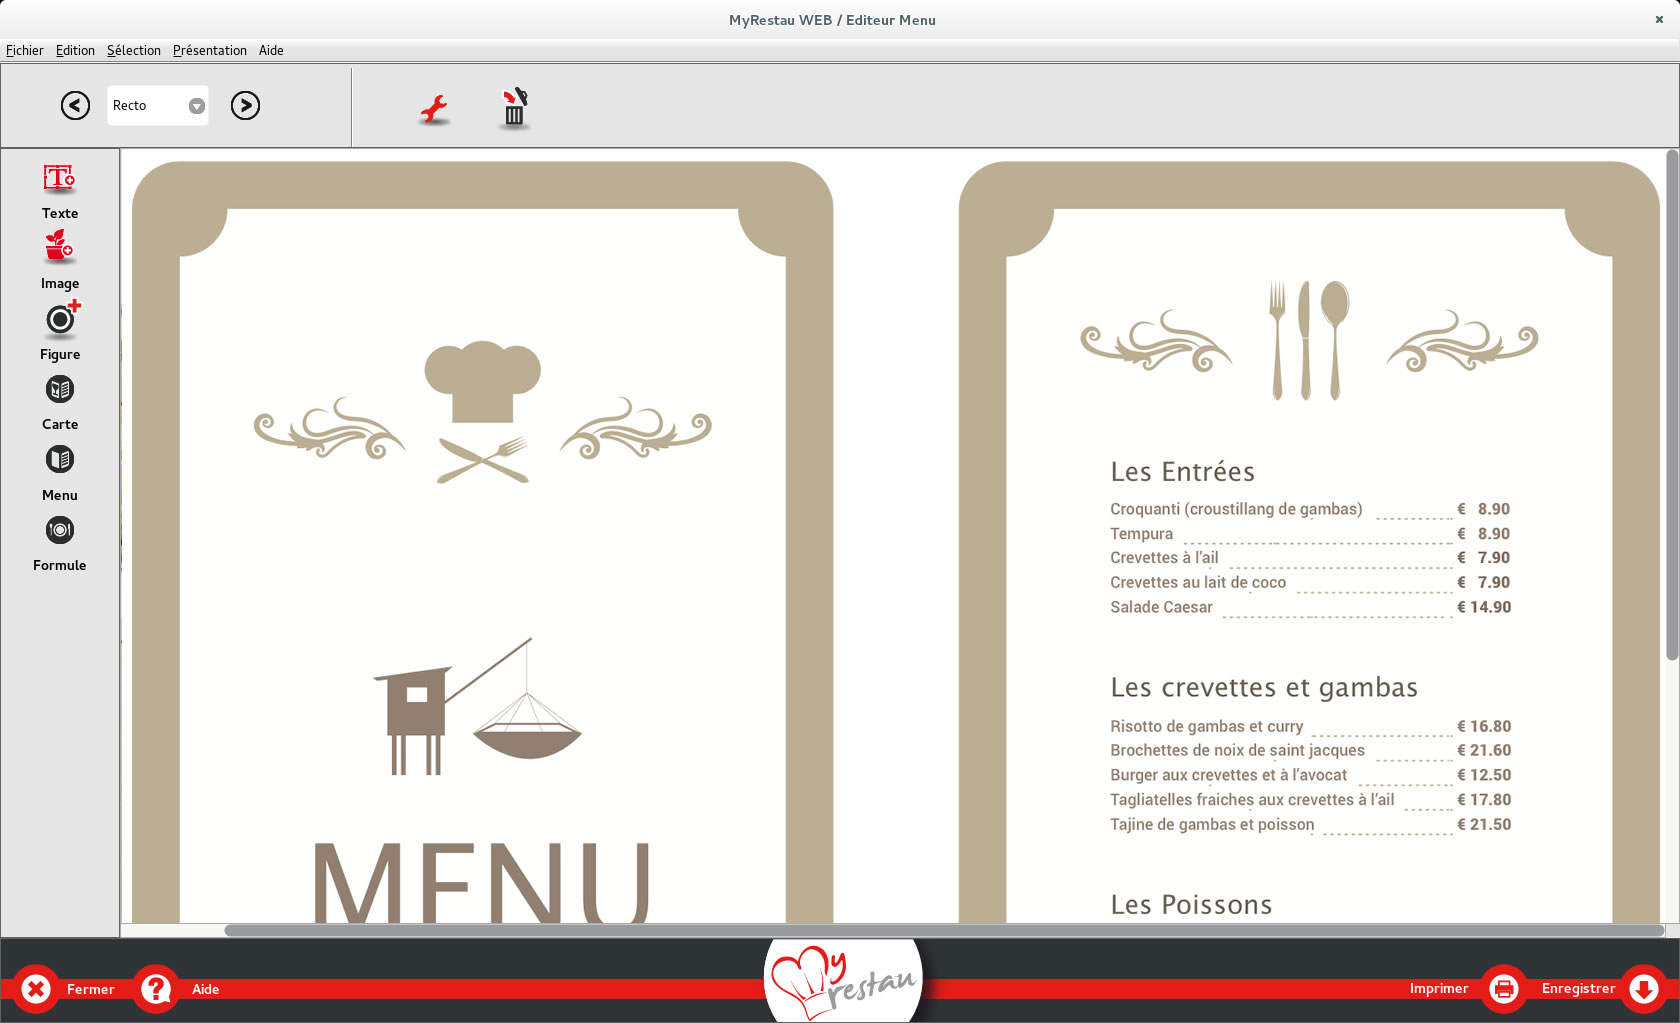 MyRestau WEB / Editeur Menu
Fichier Edition Sélection Présentation Aide
Recto
Texte
Image
Figure
Carte
Menu
Formule
MENU
Les Entrées
Croquanti (croustillang de gambas) € 8.90
Tempura € 8.90
Crevettes à l'ail € 7.90
Crevettes au lait de coco € 7.90
Salade Caesar € 14.90
Les crevettes et gambas
Risotto de gambas et curry € 16.80
Brochettes de noix de saint jacques € 21.60
Burger aux crevettes et à l'avocat € 12.50
Tagliatelles fraiches aux crevettes à l'ail € 17.80
Tajine de gambas et poisson € 21.50
Les Poissons
Fermer Aide
My
restau
Imprimer Enregistrer